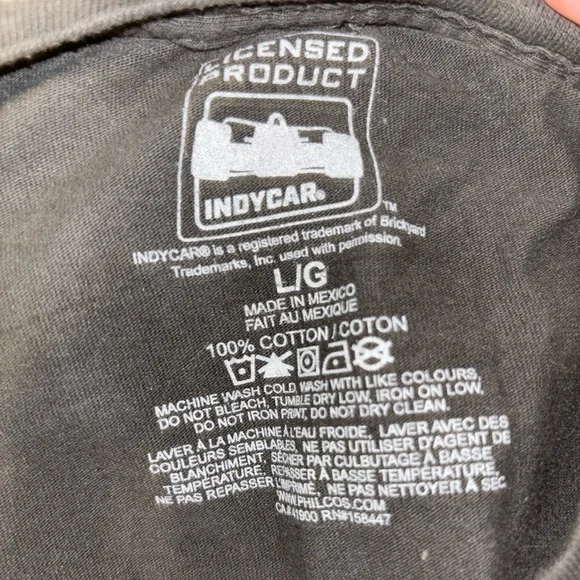 LICENSED
PRODUCT
INDYCAR®
INDYCAR® is a registered trademark of Brickyard
Trademarks, Inc. used with permission.
™
L/G
MADE IN MEXICO
FAIT AU MEXIQUE
100% COTTON/COTON
MACHINE WASH COLD, WASH WITH LIKE COLOURS,
DO NOT BLEACH, TUMBLE DRY LOW, IRON ON LOW,
DO NOT IRON PRINT, DO NOT DRY CLEAN.
LAVER À LA MACHINE À L'EAU FROIDE, LAVER AVEC DES
COULEURS SEMBLABLES, NE PAS UTILISER D'AGENT DE
BLANCHIMENT, SÉCHER PAR CULBUTAGE À BASSE
TEMPÉRATURE, REPASSER À BASSE TEMPÉRATURE,
NE PAS REPASSER L'IMPRIMÉ, NE PAS NETTOYER À SEC
WWW.PHILCOS.COM
CA# 41900 RN#158447